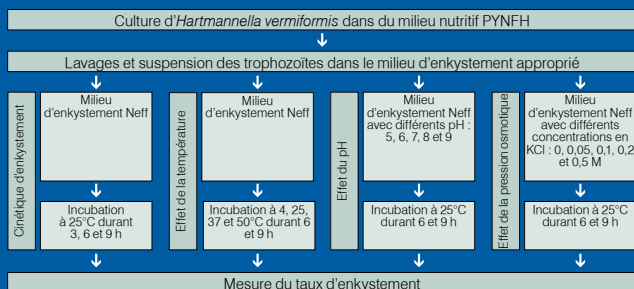 Culture d'Hartmannella vermiformis dans du milieu nutritif PYNFH
Lavages et suspension des trophozoïtes dans le milieu d'enkystement approprié
Cinétique d'enkystement
Milieu
d'enkystement Neff
Incubation
à 25°C durant
3, 6 et 9 h
Effet de la température
Milieu
d'enkystement Neff
Incubation à 4, 25,
37 et 50°C durant 6
et 9 h
Effet du pH
Milieu
d'enkystement Neff
avec différents pH :
5, 6, 7, 8 et 9
Incubation à 25°C
durant 6 et 9 h
Effet de la pression osmotique
Milieu
d'enkystement Neff
avec différents
concentrations en
KCl : 0, 0,05, 0,1, 0,2
et 0,5 M
Incubation à 25°C
durant 6 et 9 h
Mesure du taux d'enkystement